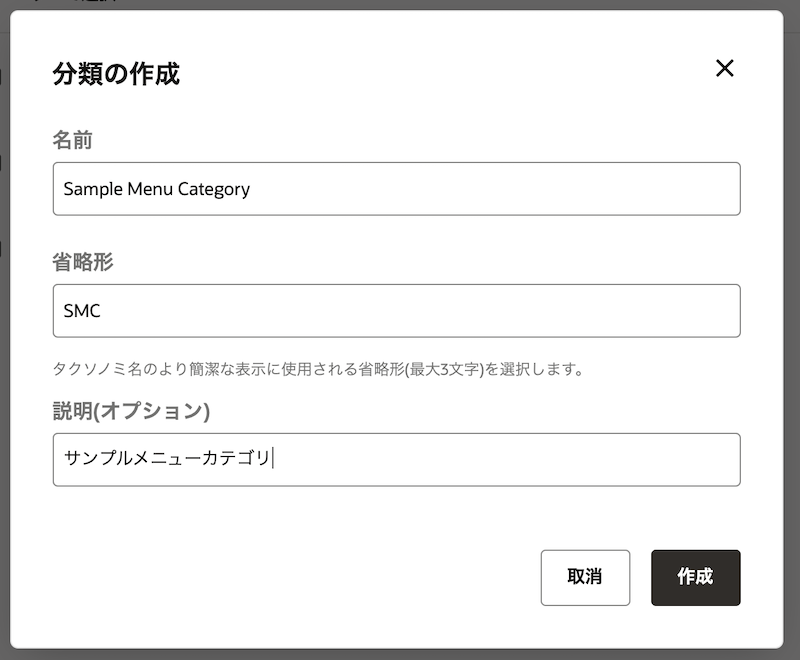 分類の作成
名前
Sample Menu Category
省略形
SMC
タクソノミ名のより簡潔な表示に使用される省略形(最大3文字)を選択します。
説明(オプション)
サンプルメニューカテゴリ
取消
作成